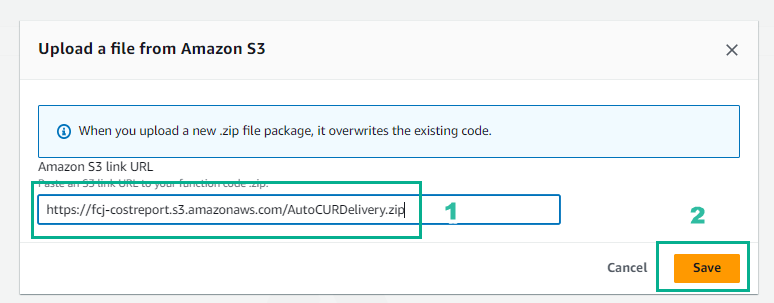 Upload a file from Amazon S3
When you upload a new .zip file package, it overwrites the existing code.
Amazon S3 link URL
Paste an S3 link URL to your function code .zip.
https://fcj-costreport.s3.amazonaws.com/AutoCURDelivery.zip
1
2
Cancel
Save